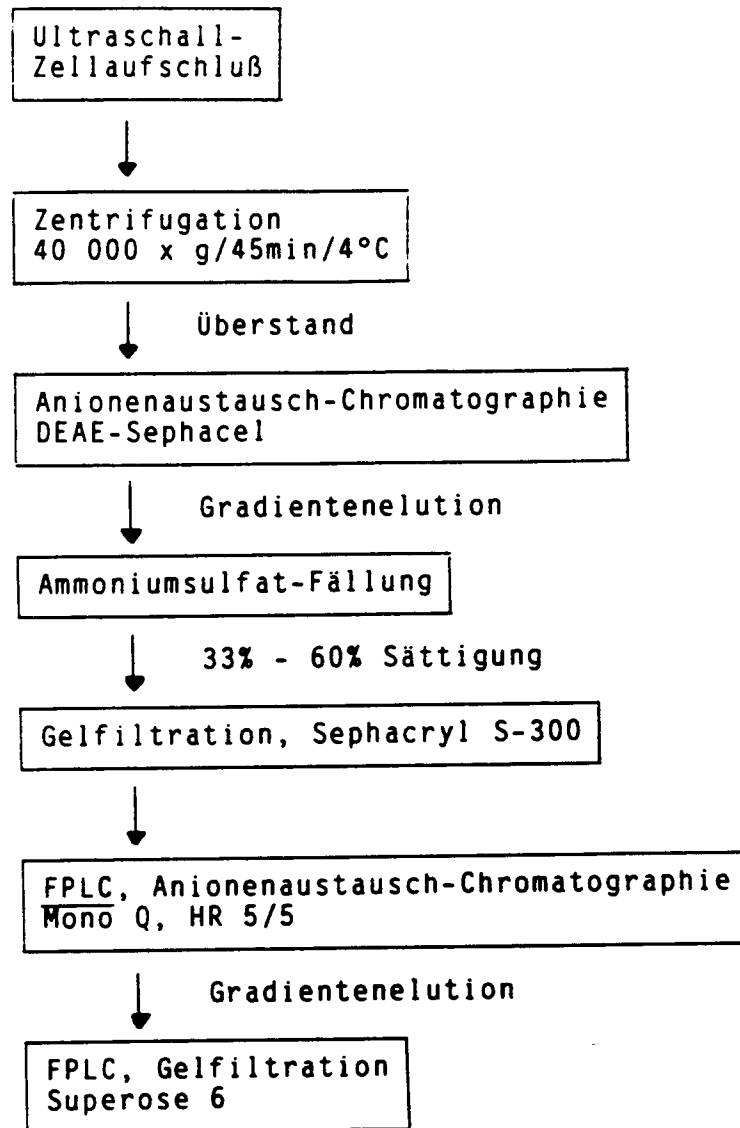 Ultraschall-
Zellaufschluß
Zentrifugation
40 000 x g/45min/4°C
Überstand
Anionenaustausch-Chromatographie
DEAE-Sephacel
Gradientenelution
Ammoniumsulfat-Fällung
33% - 60% Sättigung
Gelfiltration, Sephacryl S-300
FPLC, Anionenaustausch-Chromatographie
Mono Q, HR 5/5
Gradientenelution
FPLC, Gelfiltration
Superose 6